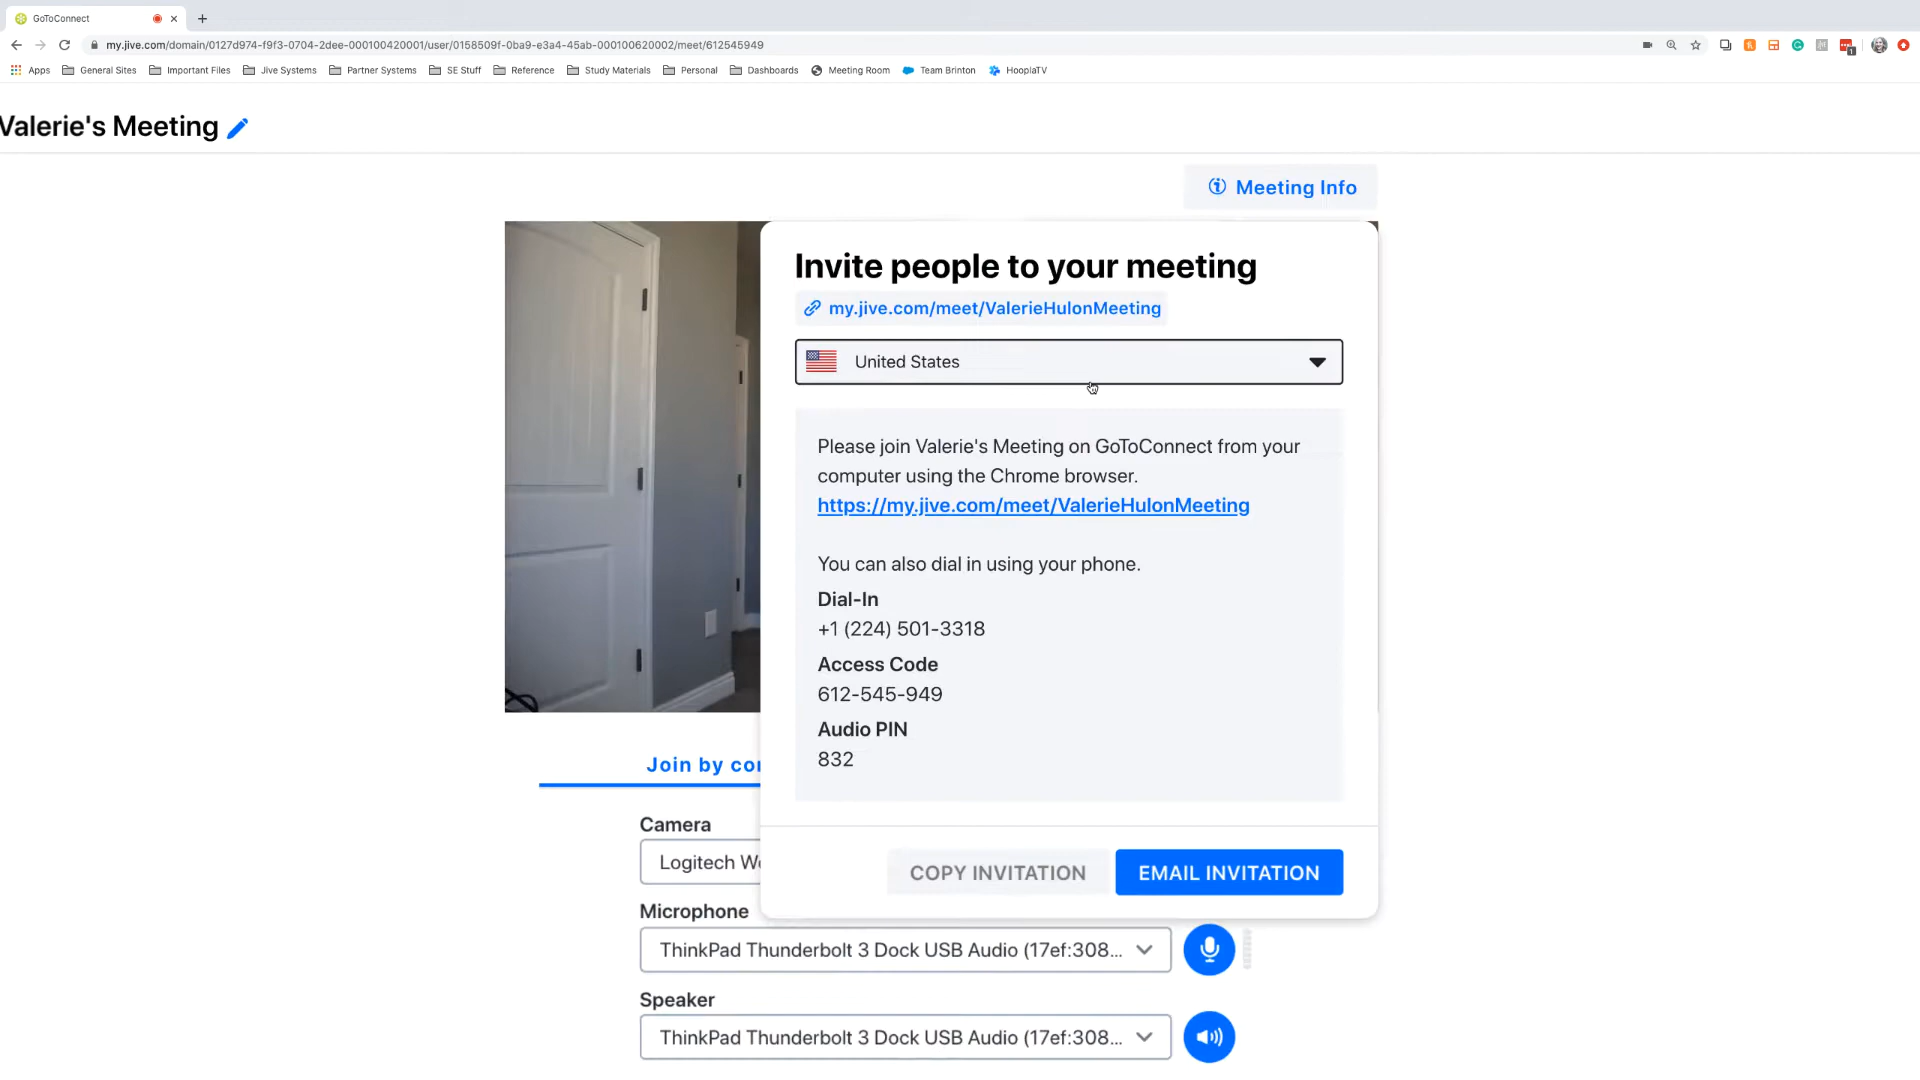 GoToConnect
my.jive.com/domain/0127d974-f9f3-0704-2dee-000100420001/user/0158509f-0ba9-e3a4-45ab-000100620002/meet/612545949
Apps General Sites Important Files Jive Systems Partner Systems SE Stuff Reference Study Materials Personal Dashboards Meeting Room Team Brinton HooplaTV
Valerie's Meeting
Meeting Info
Invite people to your meeting
my.jive.com/meet/ValerieHulonMeeting
United States
Please join Valerie's Meeting on GoToConnect from your
computer using the Chrome browser.
https://my.jive.com/meet/ValerieHulonMeeting
You can also dial in using your phone.
Dial-In
+1 (224) 501-3318
Access Code
612-545-949
Audio PIN
832
COPY INVITATION EMAIL INVITATION
Join by co
Camera
Logitech W
Microphone
ThinkPad Thunderbolt 3 Dock USB Audio (17ef:308...
Speaker
ThinkPad Thunderbolt 3 Dock USB Audio (17ef:308...